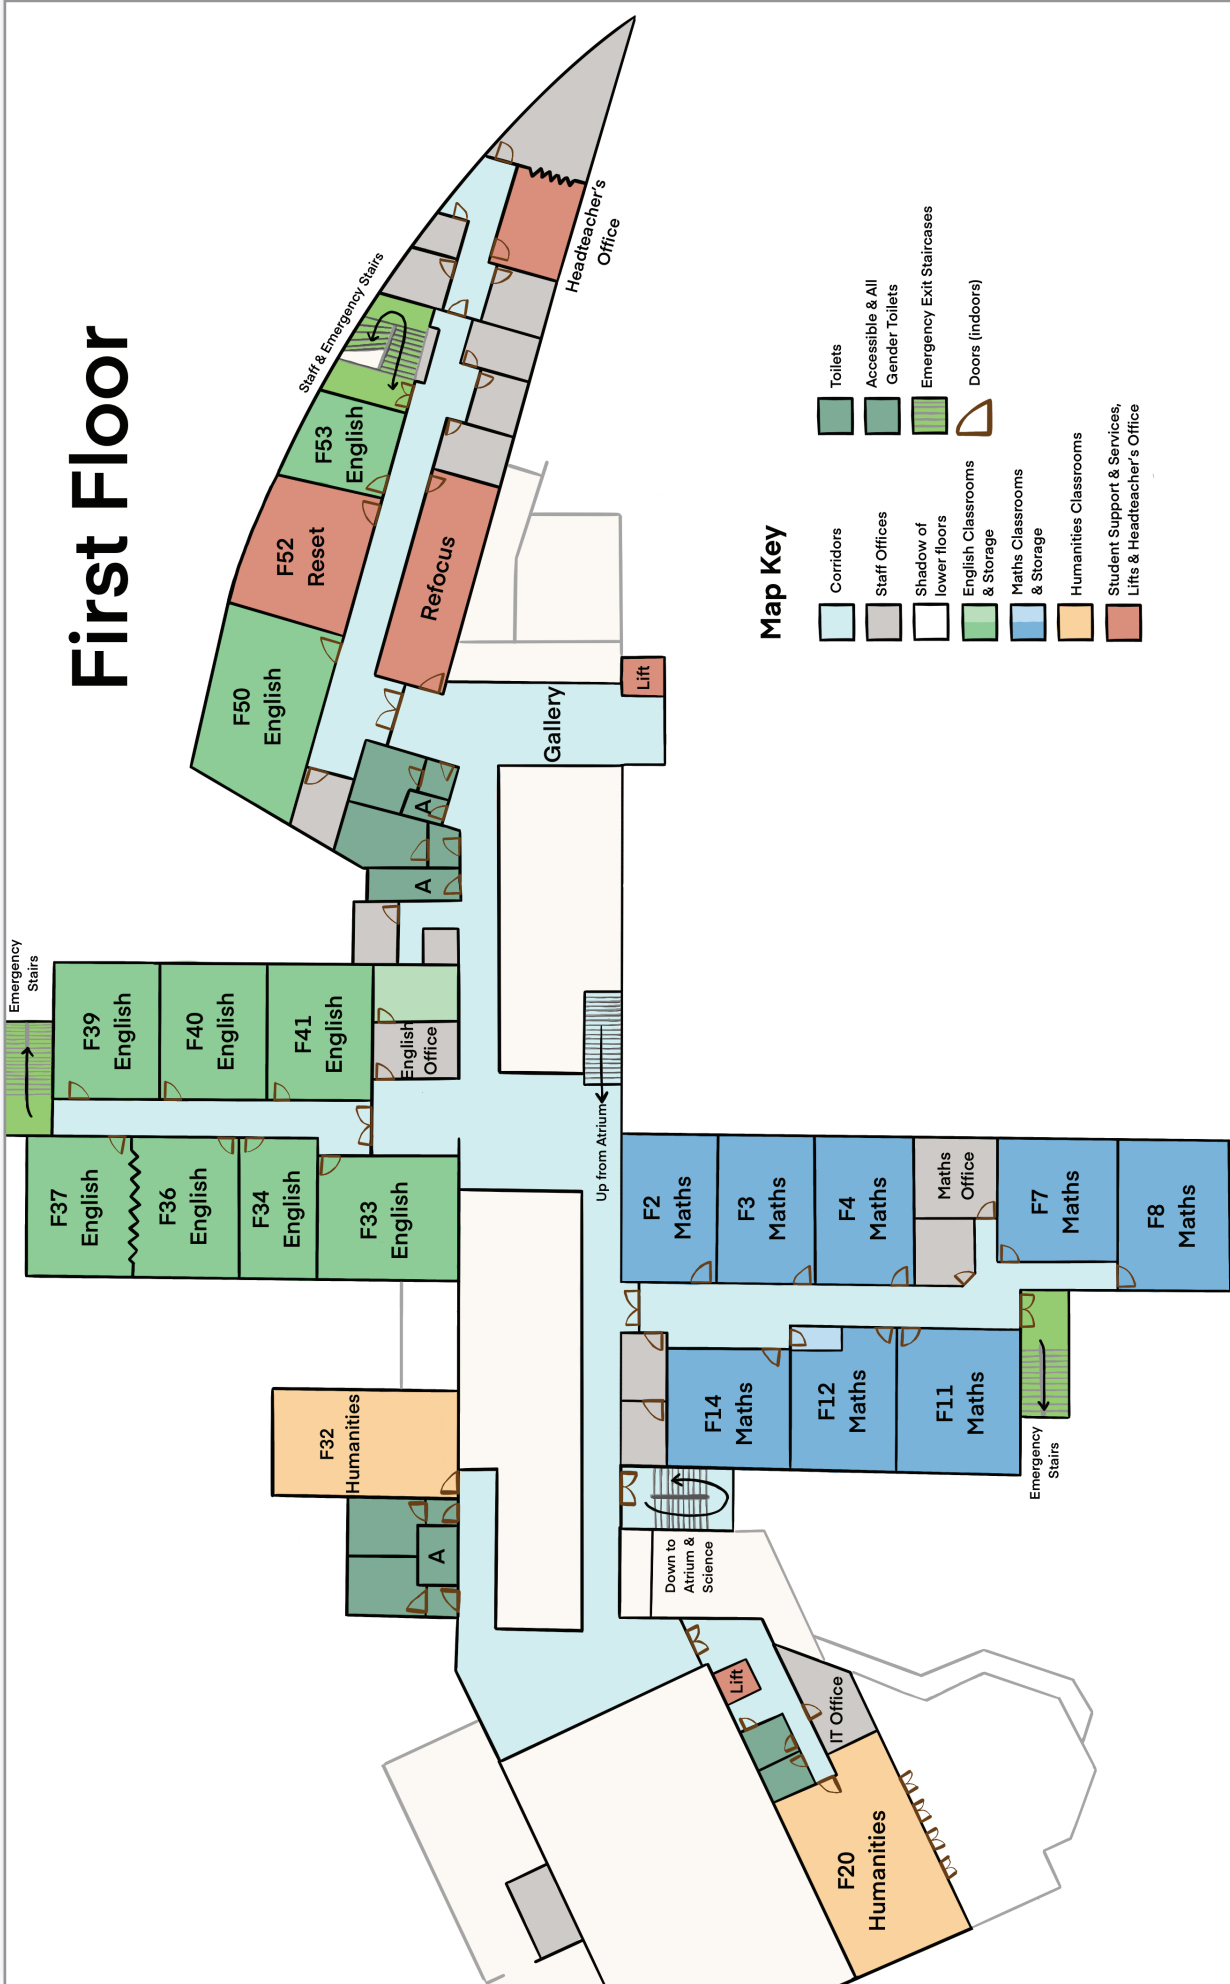 First Floor
Staff & Emergency Stairs
Headteacher's
Office
F53
English
F52
Reset
Refocus
F50
English
Gallery
Lift
A
A
Emergency
Stairs
F39
English
F40
English
F41
English
English
Office
F37
English
F36
English
F34
English
F33
English
Up from Atrium
F2
Maths
F3
Maths
F4
Maths
Maths
Office
F7
Maths
F8
Maths
F14
Maths
F12
Maths
F11
Maths
Emergency
Stairs
F32
Humanities
A
Down to
Atrium &
Science
Lift
IT Office
F20
Humanities
Map Key
Corridors
Staff Offices
Shadow of
lower floors
English Classrooms
& Storage
Maths Classrooms
& Storage
Humanities Classrooms
Student Support & Services,
Lifts & Headteacher's Office
Toilets
Accessible & All
Gender Toilets
Emergency Exit Staircases
Doors (indoors)